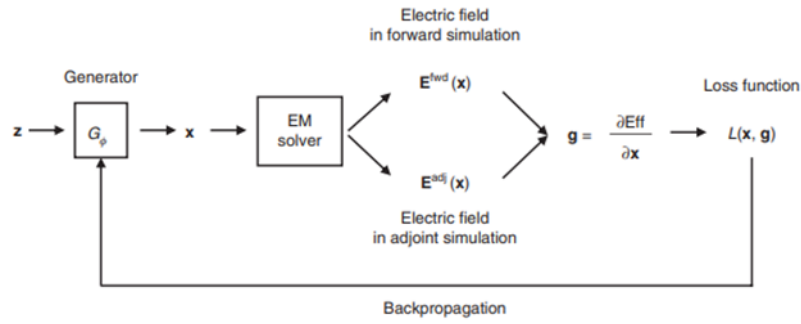 Electric field
in forward simulation
Generator
E^fwd (x)
Loss function
z
G_ϕ
x
EM
solver
g = ∂Eff / ∂x
L(x, g)
E^adj (x)
Electric field
in adjoint simulation
Backpropagation